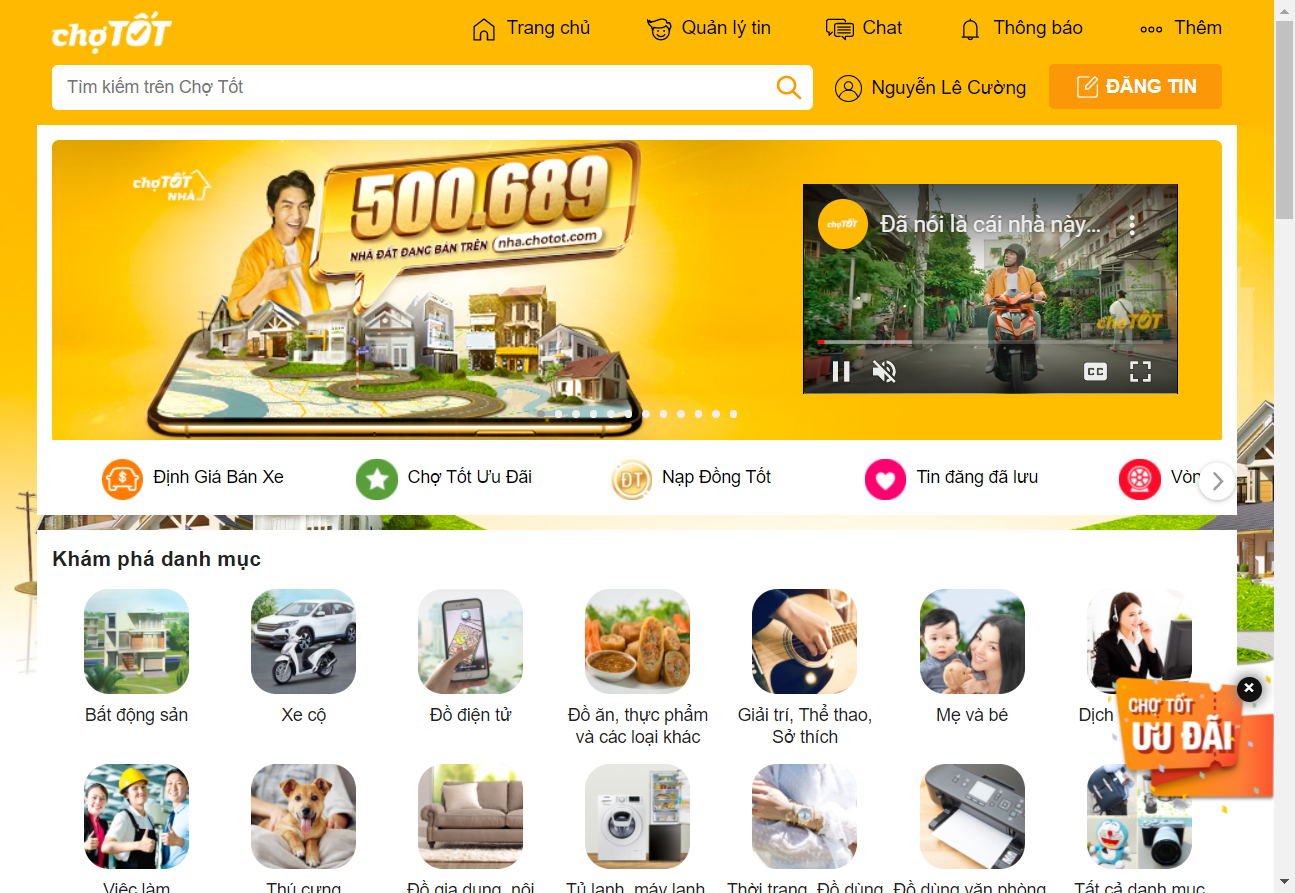 chợTỐT
Trang chủ
Quản lý tin
Chat
Thông báo
Thêm
Tìm kiếm trên Chợ Tốt
Nguyễn Lê Cường
ĐĂNG TIN
chợTỐT
NHÀ
500.689
NHÀ ĐẤT ĐANG BÁN TRÊN nha.chotot.com
chợTỐT
Đã nói là cái nhà này...
chợTỐT
CC
Định Giá Bán Xe
Chợ Tốt Ưu Đãi
ĐT
Nạp Đồng Tốt
Tin đăng đã lưu
Vòn
Khám phá danh mục
Bất động sản
Xe cộ
Đồ điện tử
Đồ ăn, thực phẩm
và các loại khác
Giải trí, Thể thao,
Sở thích
Mẹ và bé
Dịch
CHỢ TỐT
ƯU ĐÃI
Việc làm
Thú cưng
Đồ gia dụng, nội
Tủ lạnh, máy lạnh
Thời trang, Đồ dùng
Đồ dùng văn phòng
Tất cả danh mục